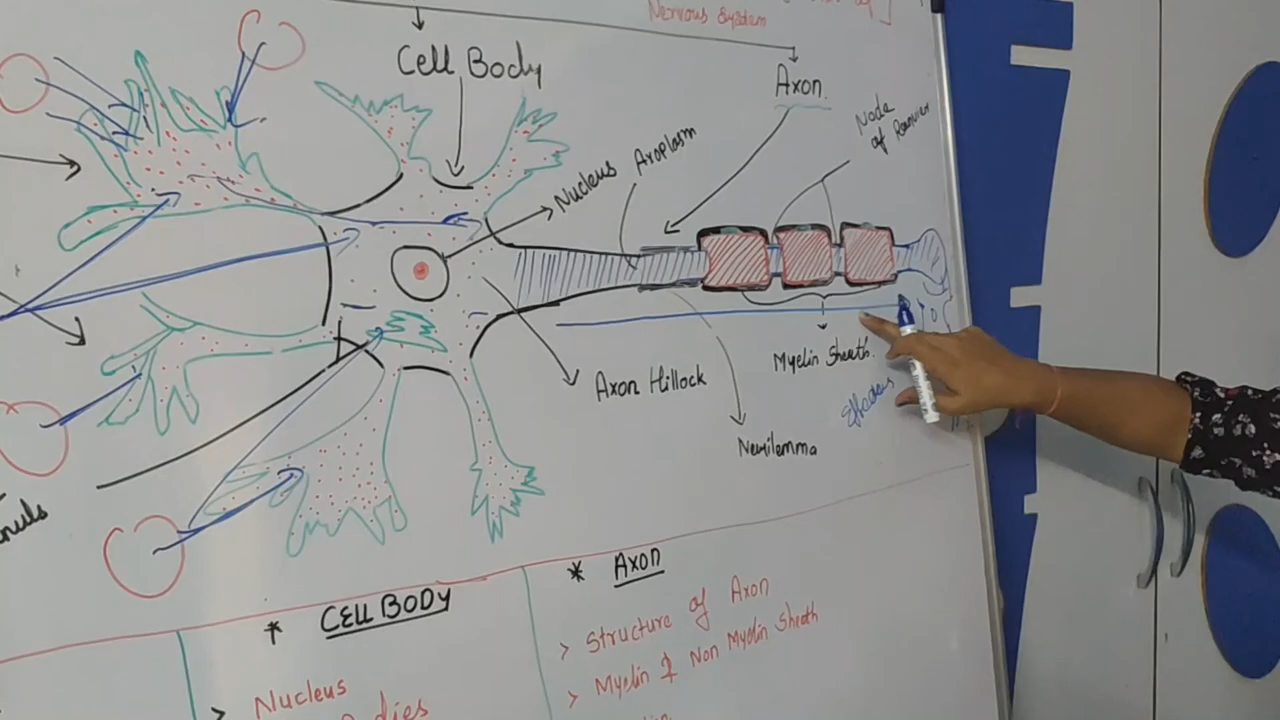 Nervous System
Cell Body
Axon
Node
of Ranvier
Axoplasm
Nucleus
Axon Hillock
Myelin Sheath.
Effectors
Neurilemma
* CELL BODY
Nucleus
* AXON
> Structure of Axon
> Myelin & Non Myelin Sheath